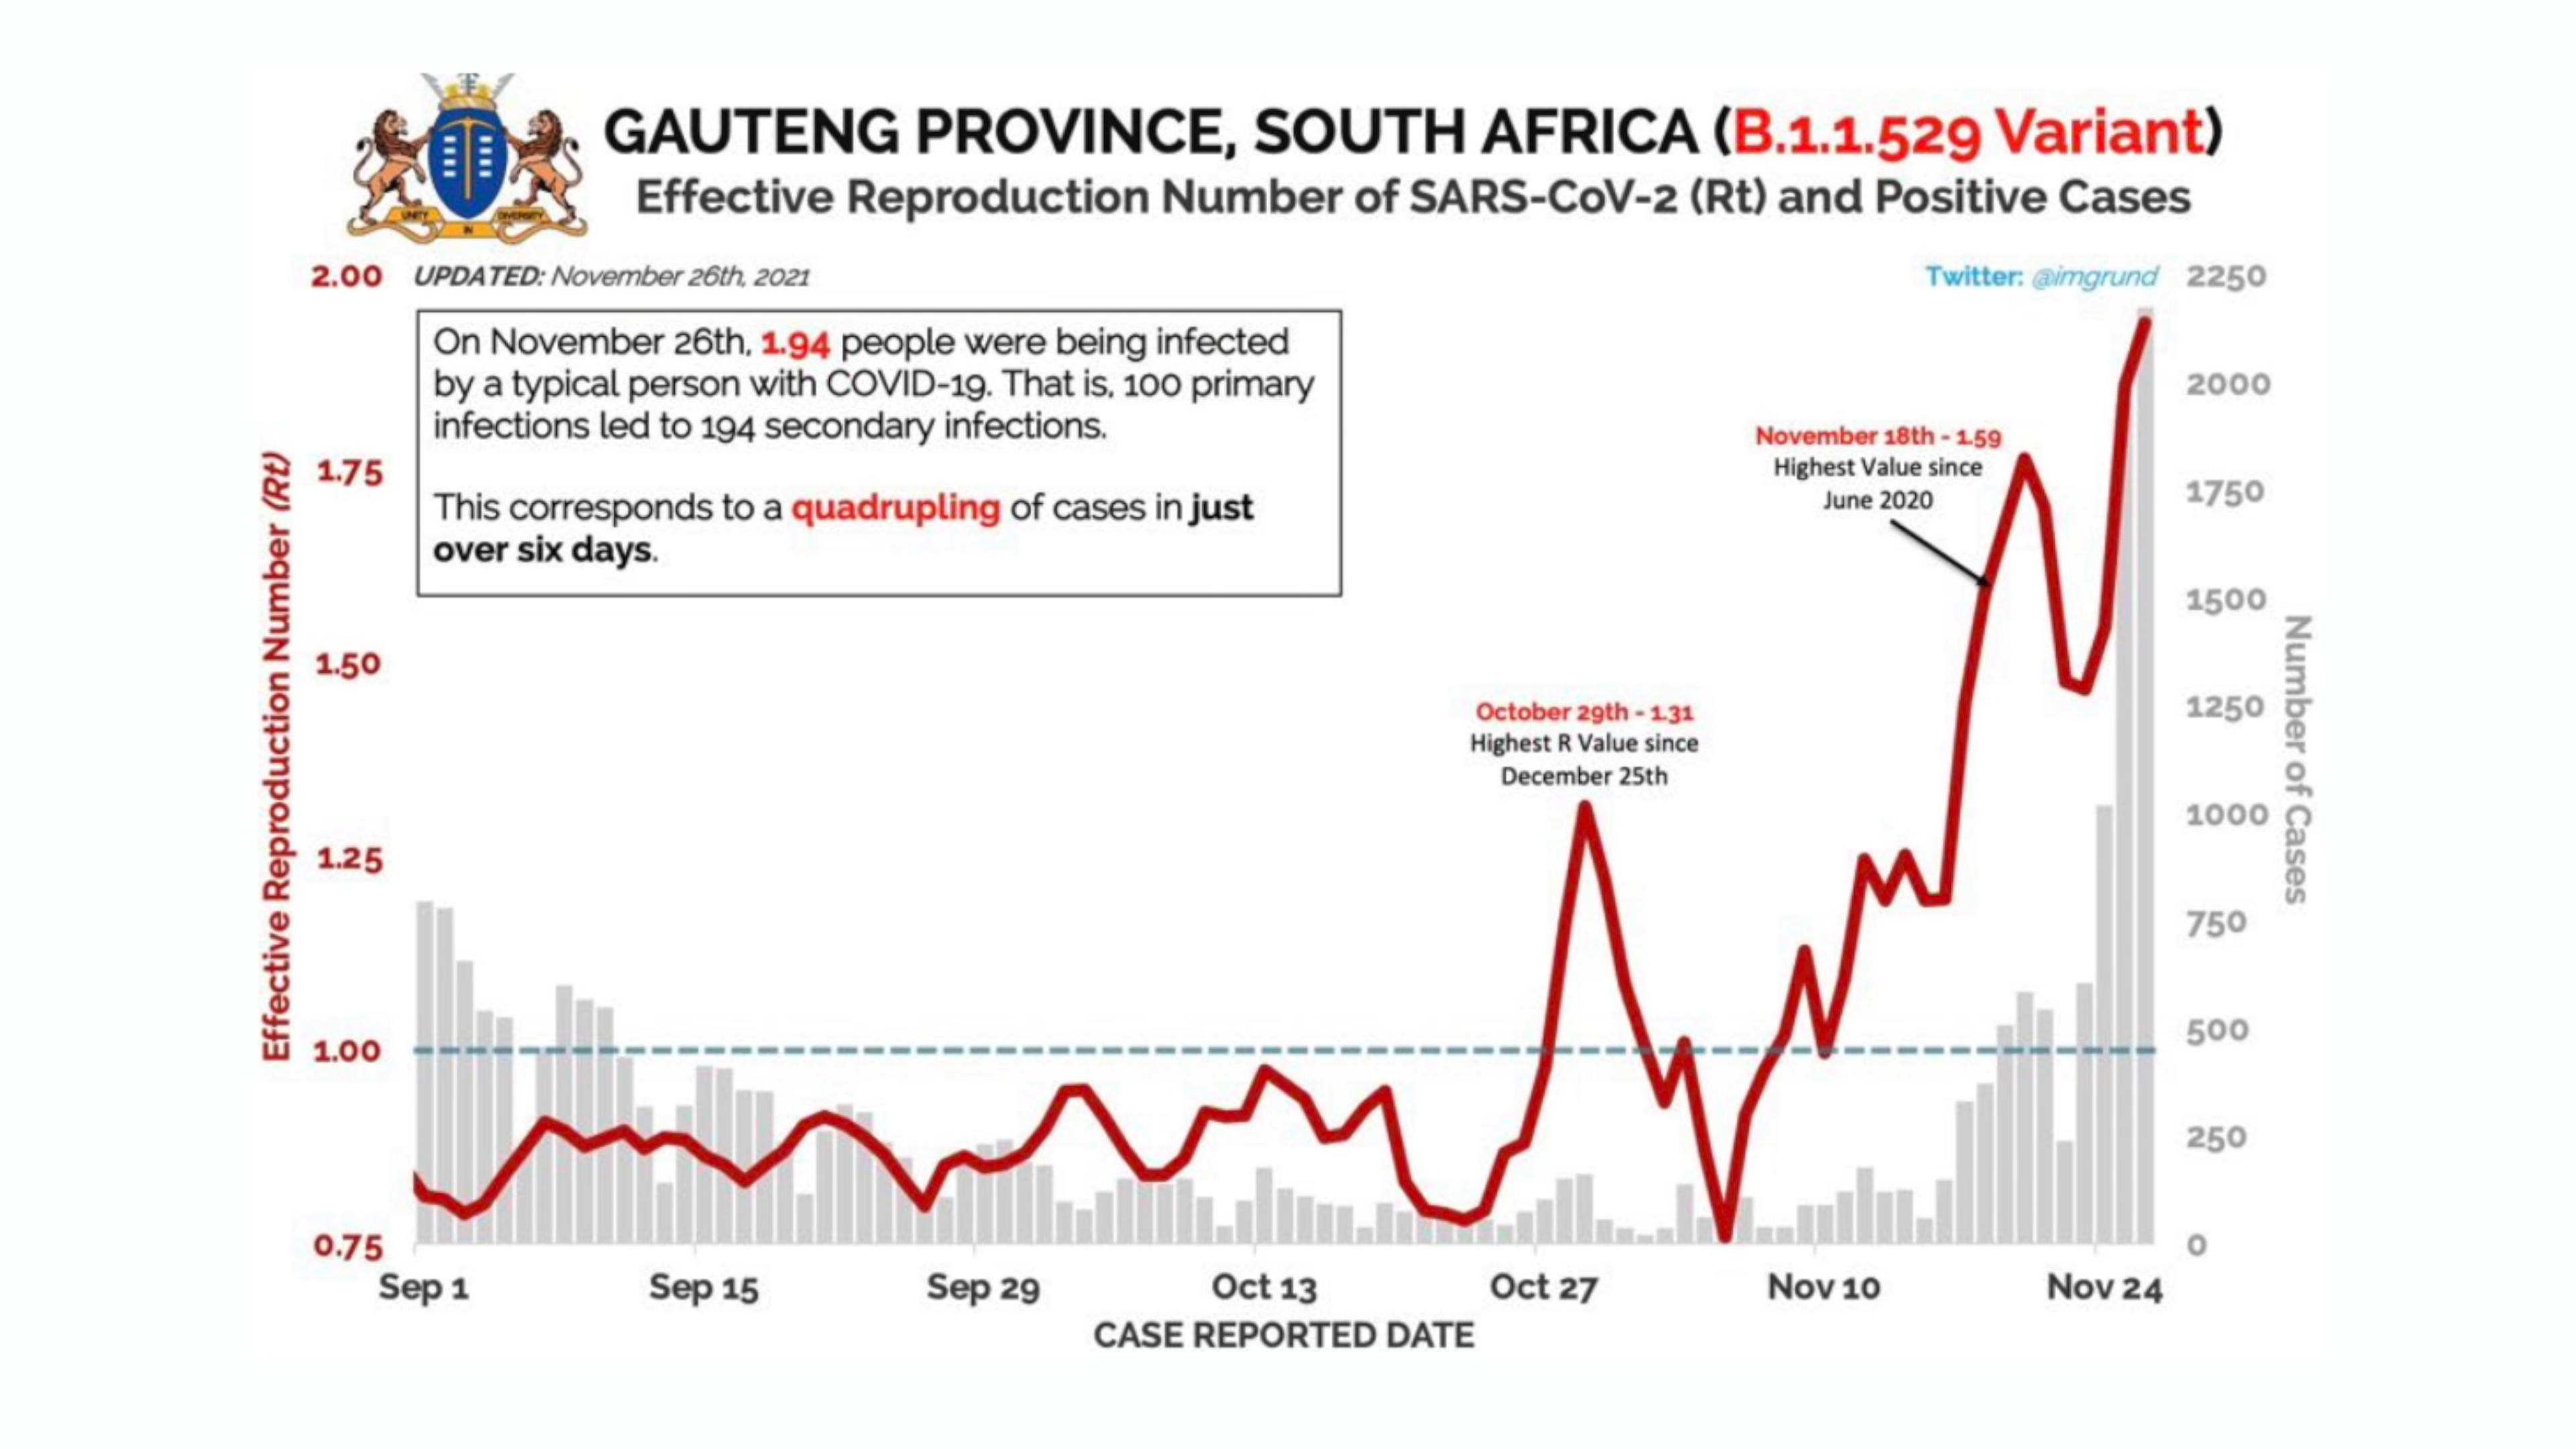 GAUTENG PROVINCE, SOUTH AFRICA (B.1.1.529 Variant)
Effective Reproduction Number of SARS-CoV-2 (Rt) and Positive Cases
UNITY
IN
DIVERSITY
UPDATED: November 26th, 2021
Twitter: @imgrund
On November 26th, 1.94 people were being infected
by a typical person with COVID-19. That is, 100 primary
infections led to 194 secondary infections.
This corresponds to a quadrupling of cases in just
over six days.
November 18th - 1.59
Highest Value since
June 2020
October 29th - 1.31
Highest R Value since
December 25th
Effective Reproduction Number (Rt)
2.00
1.75
1.50
1.25
1.00
0.75
2250
2000
1750
1500
1250
1000
750
500
250
0
Number of Cases
Sep 1
Sep 15
Sep 29
Oct 13
Oct 27
Nov 10
Nov 24
CASE REPORTED DATE